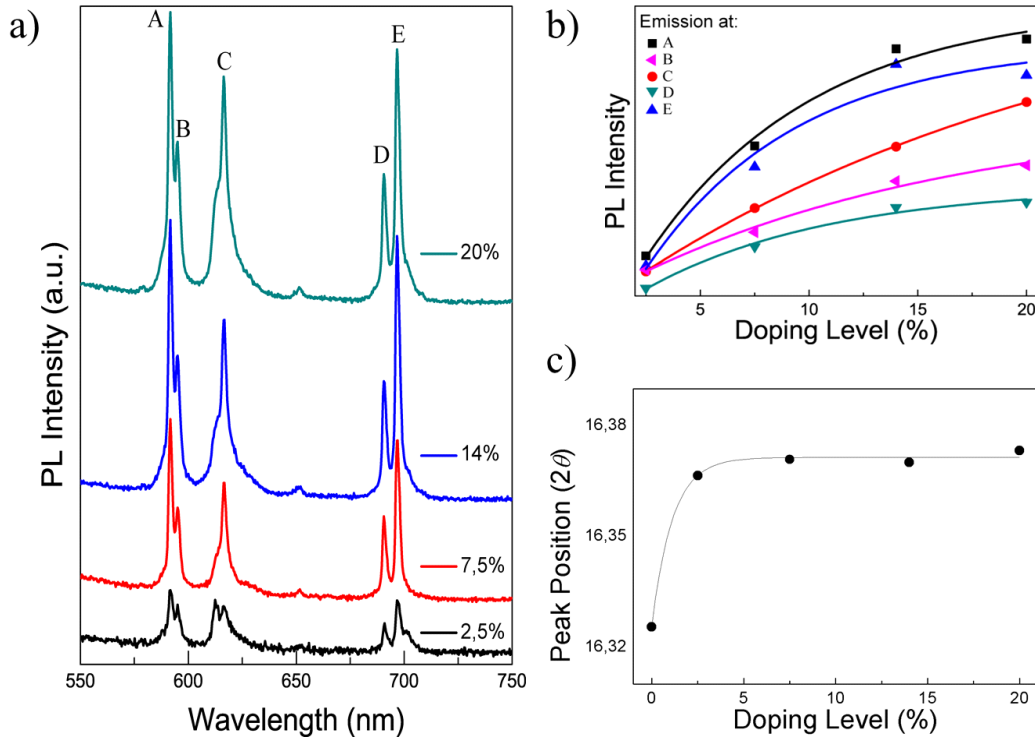 a)
A
B
C
D
E
20%
14%
7,5%
2,5%
550
600
650
700
750
PL Intensity (a.u.)
Wavelength (nm)
b)
Emission at:
A
B
C
D
E
PL Intensity
5
10
15
20
Doping Level (%)
c)
16,38
16,35
16,32
Peak Position (2θ)
0
5
10
15
20
Doping Level (%)